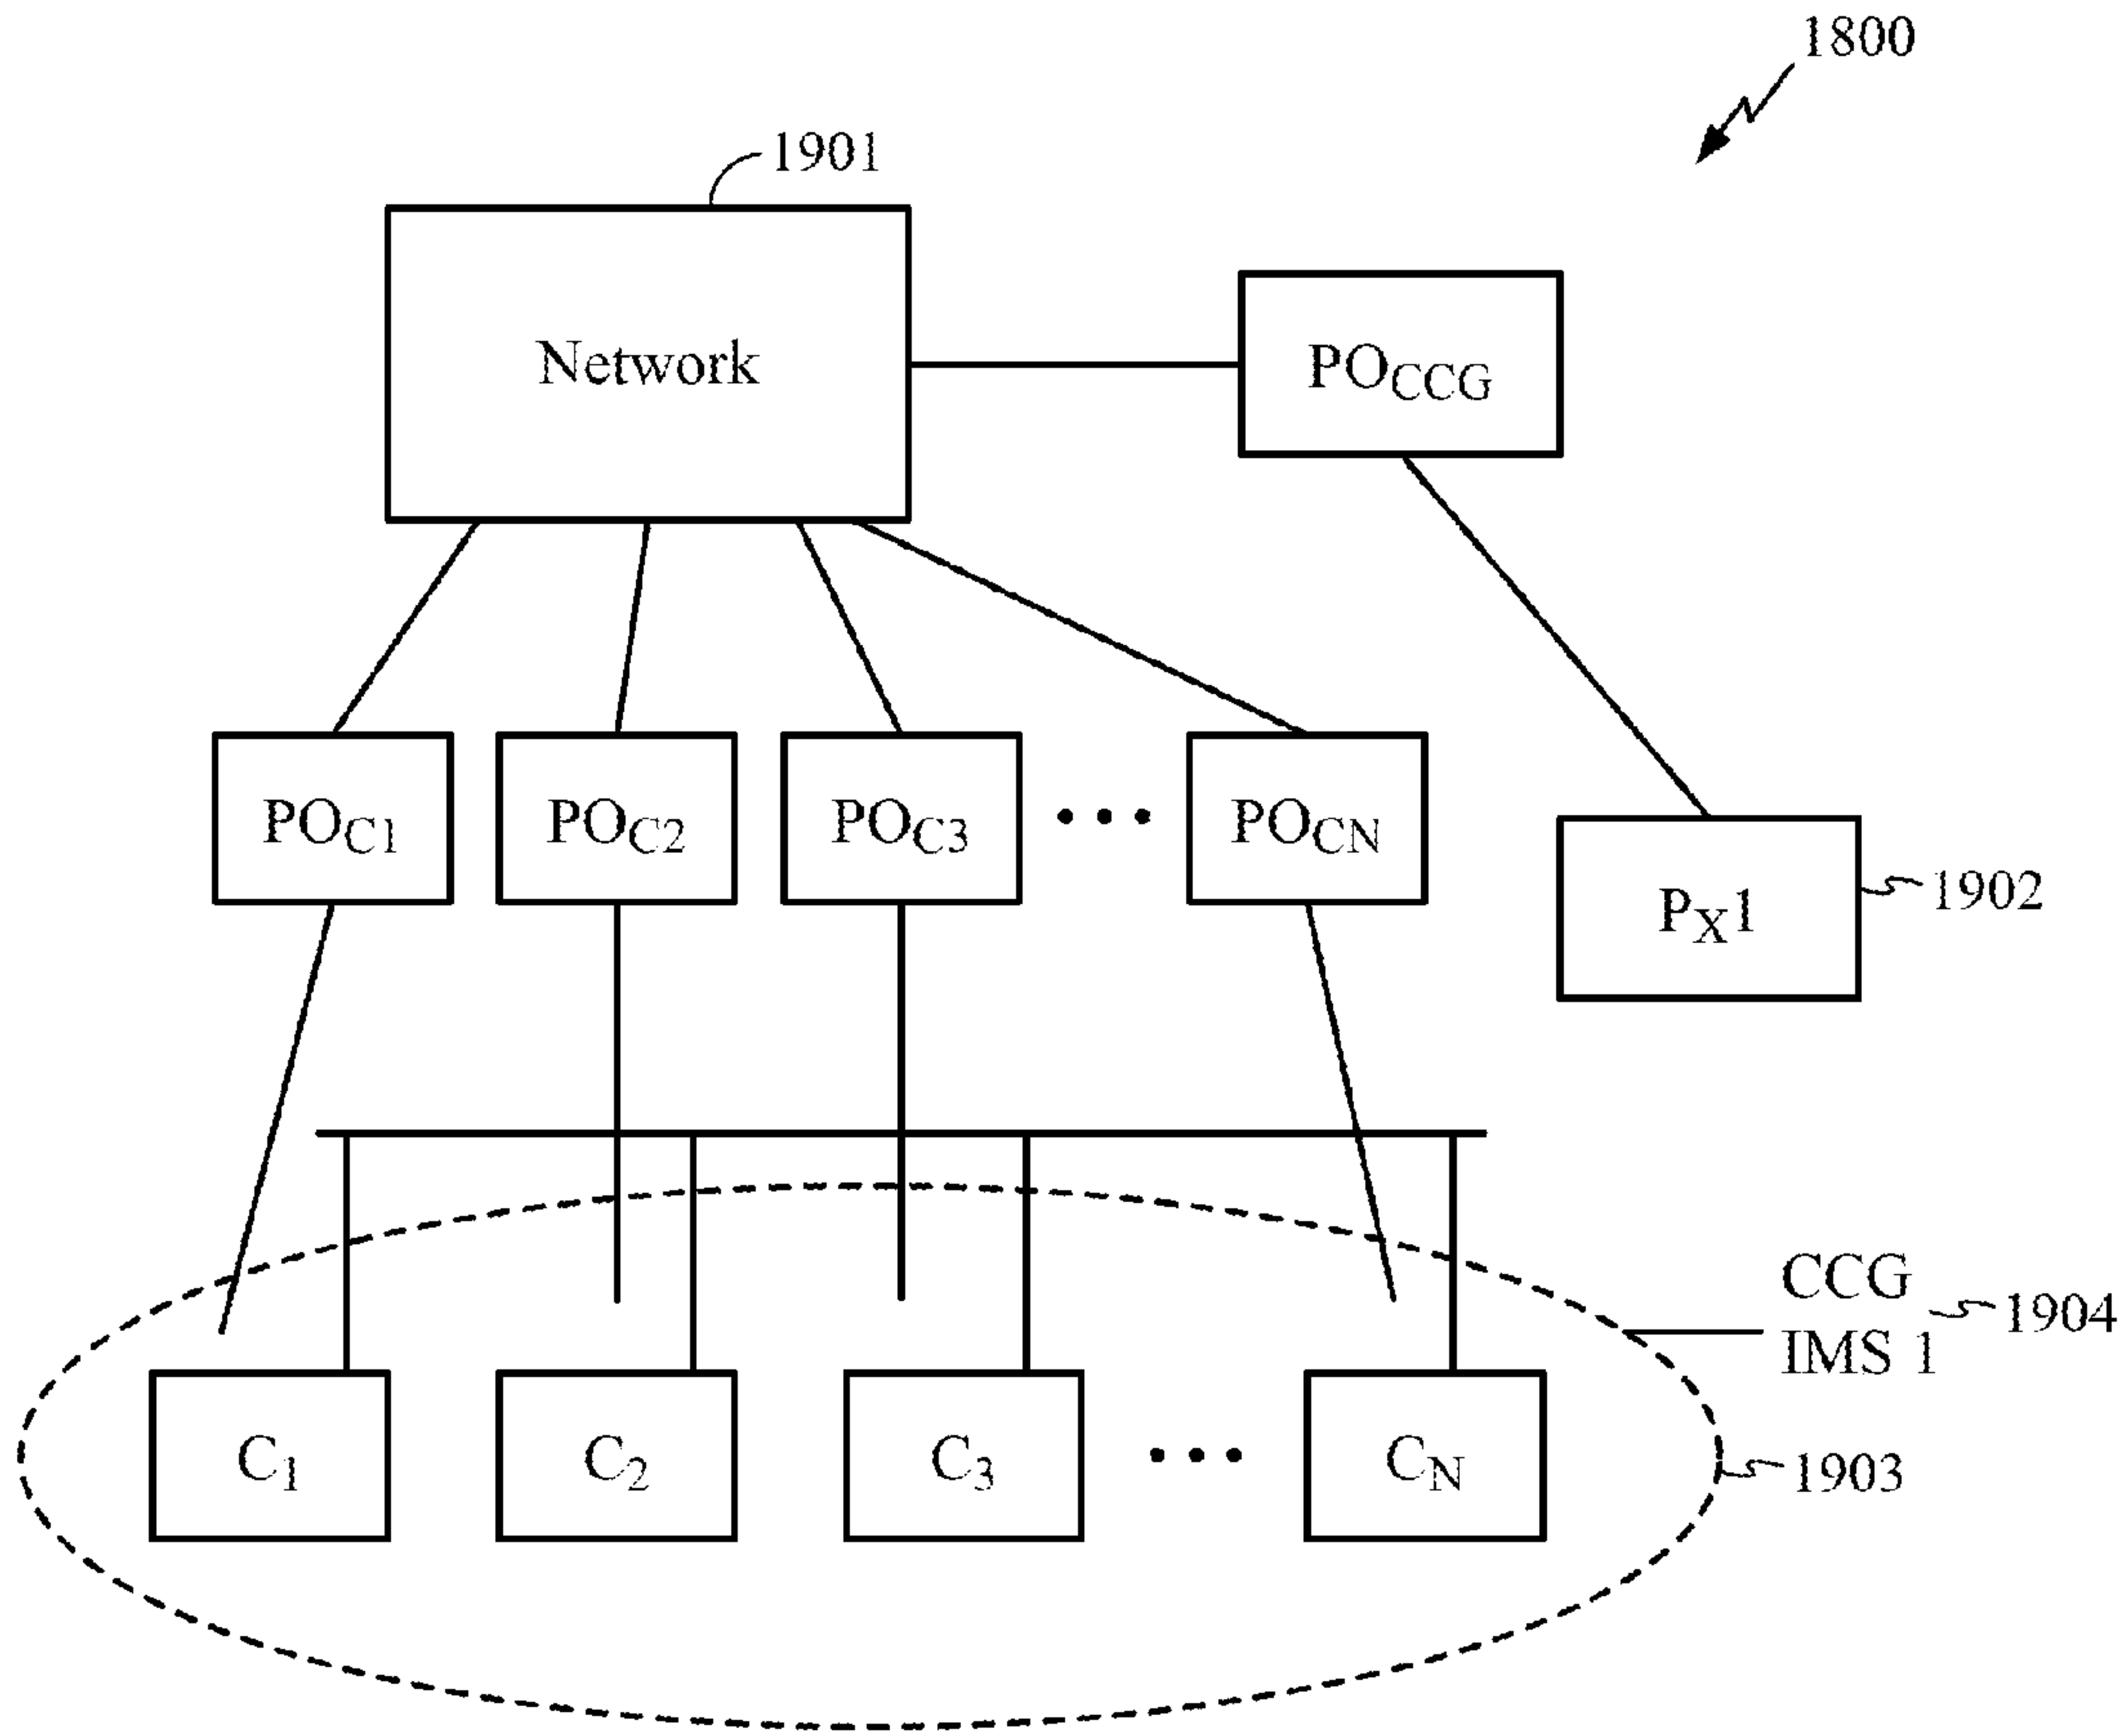 1800
1901
Network
PO_CCG
PO_C1
PO_C2
PO_C3
PO_CN
P_X1
1902
CCG
IMS 1
1904
C_1
C_2
C_3
C_N
1903